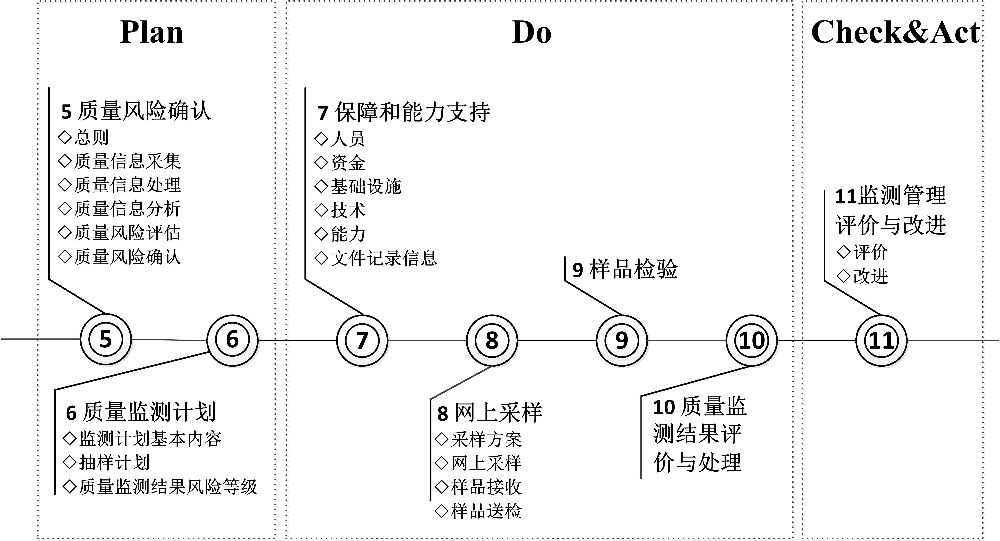 Plan
5 质量风险确认
◇总则
◇质量信息采集
◇质量信息处理
◇质量信息分析
◇质量风险评估
◇质量风险确认
5
6
6 质量监测计划
◇监测计划基本内容
◇抽样计划
◇质量监测结果风险等级
Do
7 保障和能力支持
◇人员
◇资金
◇基础设施
◇技术
◇能力
◇文件记录信息
9 样品检验
7
8
9
10
8 网上采样
◇采样方案
◇网上采样
◇样品接收
◇样品送检
10 质量监
测结果评
价与处理
Check&Act
11监测管理
评价与改进
◇评价
◇改进
11